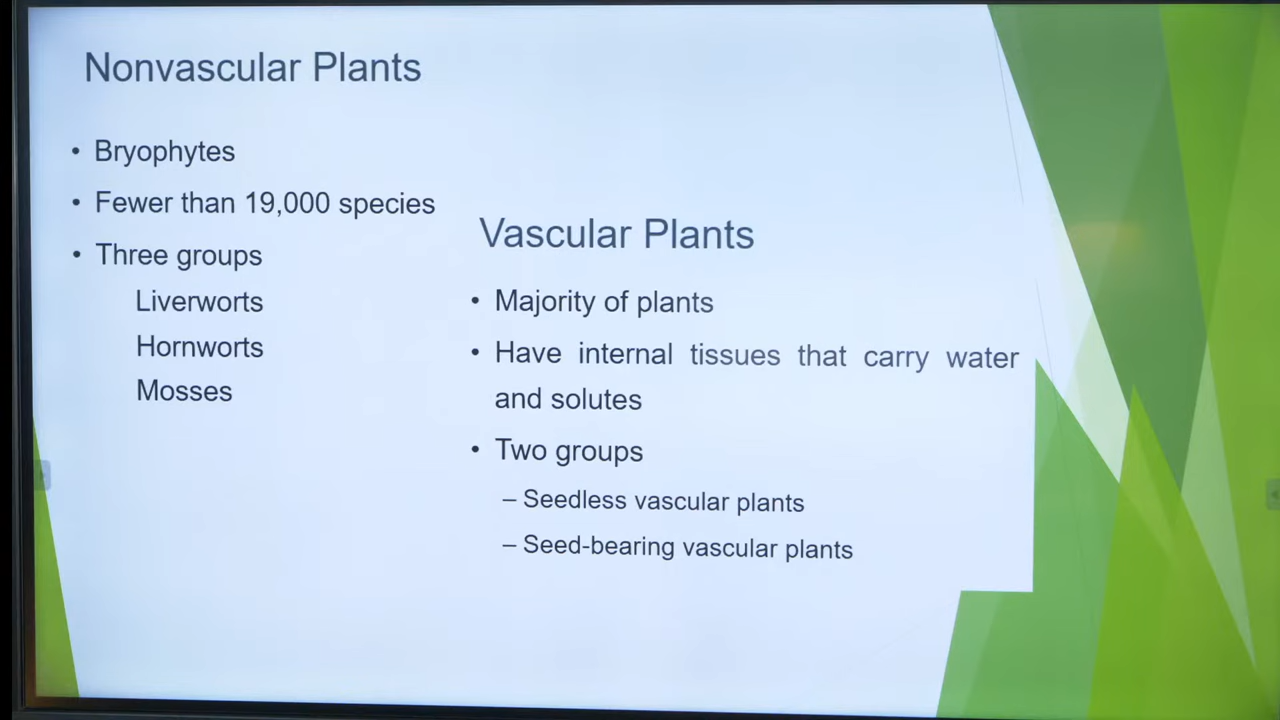 Nonvascular Plants
• Bryophytes
• Fewer than 19,000 species
• Three groups
Liverworts
Hornworts
Mosses
Vascular Plants
• Majority of plants
• Have internal tissues that carry water
and solutes
• Two groups
– Seedless vascular plants
– Seed-bearing vascular plants